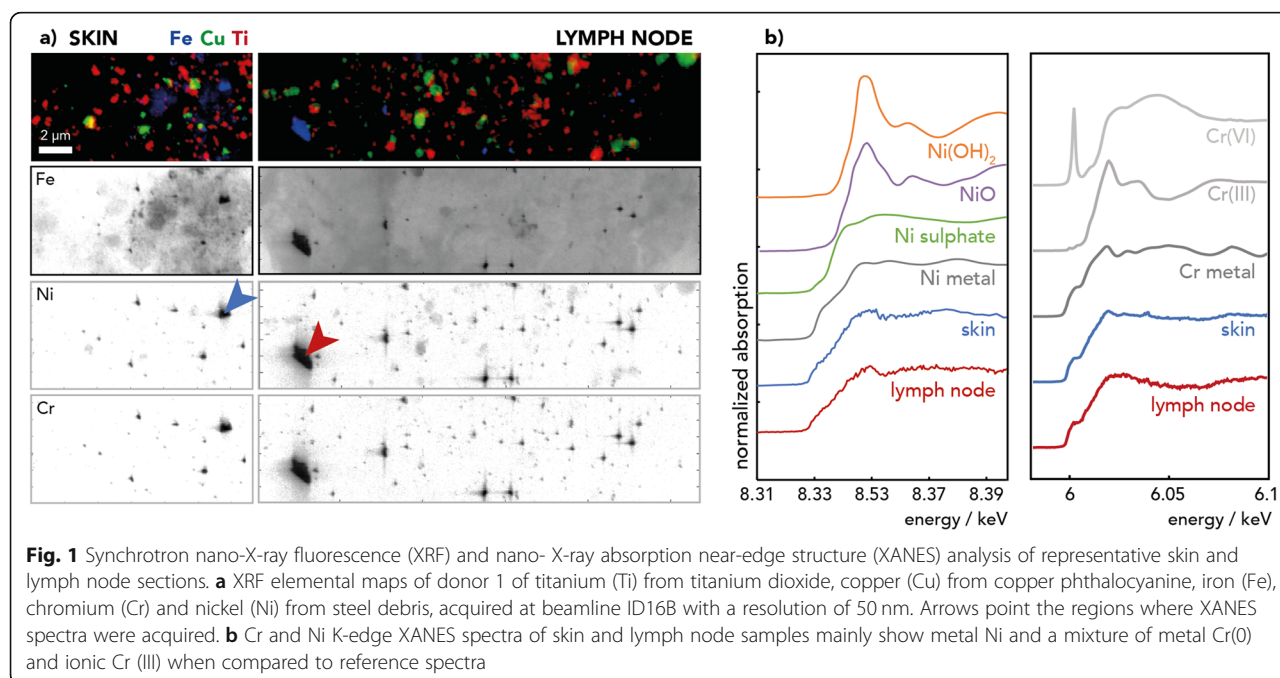 a) SKIN Fe Cu Ti LYMPH NODE
2 μm
Fe
Ni
Cr
b)
normalized absorption
Ni(OH)2
NiO
Ni sulphate
Ni metal
skin
lymph node
8.31 8.33 8.53 8.37 8.39
energy / keV
Cr(VI)
Cr(III)
Cr metal
skin
lymph node
6 6.05 6.1
energy / keV
Fig. 1 Synchrotron nano-X-ray fluorescence (XRF) and nano- X-ray absorption near-edge structure (XANES) analysis of representative skin and
lymph node sections. a XRF elemental maps of donor 1 of titanium (Ti) from titanium dioxide, copper (Cu) from copper phthalocyanine, iron (Fe),
chromium (Cr) and nickel (Ni) from steel debris, acquired at beamline ID16B with a resolution of 50 nm. Arrows point the regions where XANES
spectra were acquired. b Cr and Ni K-edge XANES spectra of skin and lymph node samples mainly show metal Ni and a mixture of metal Cr(0)
and ionic Cr (III) when compared to reference spectra